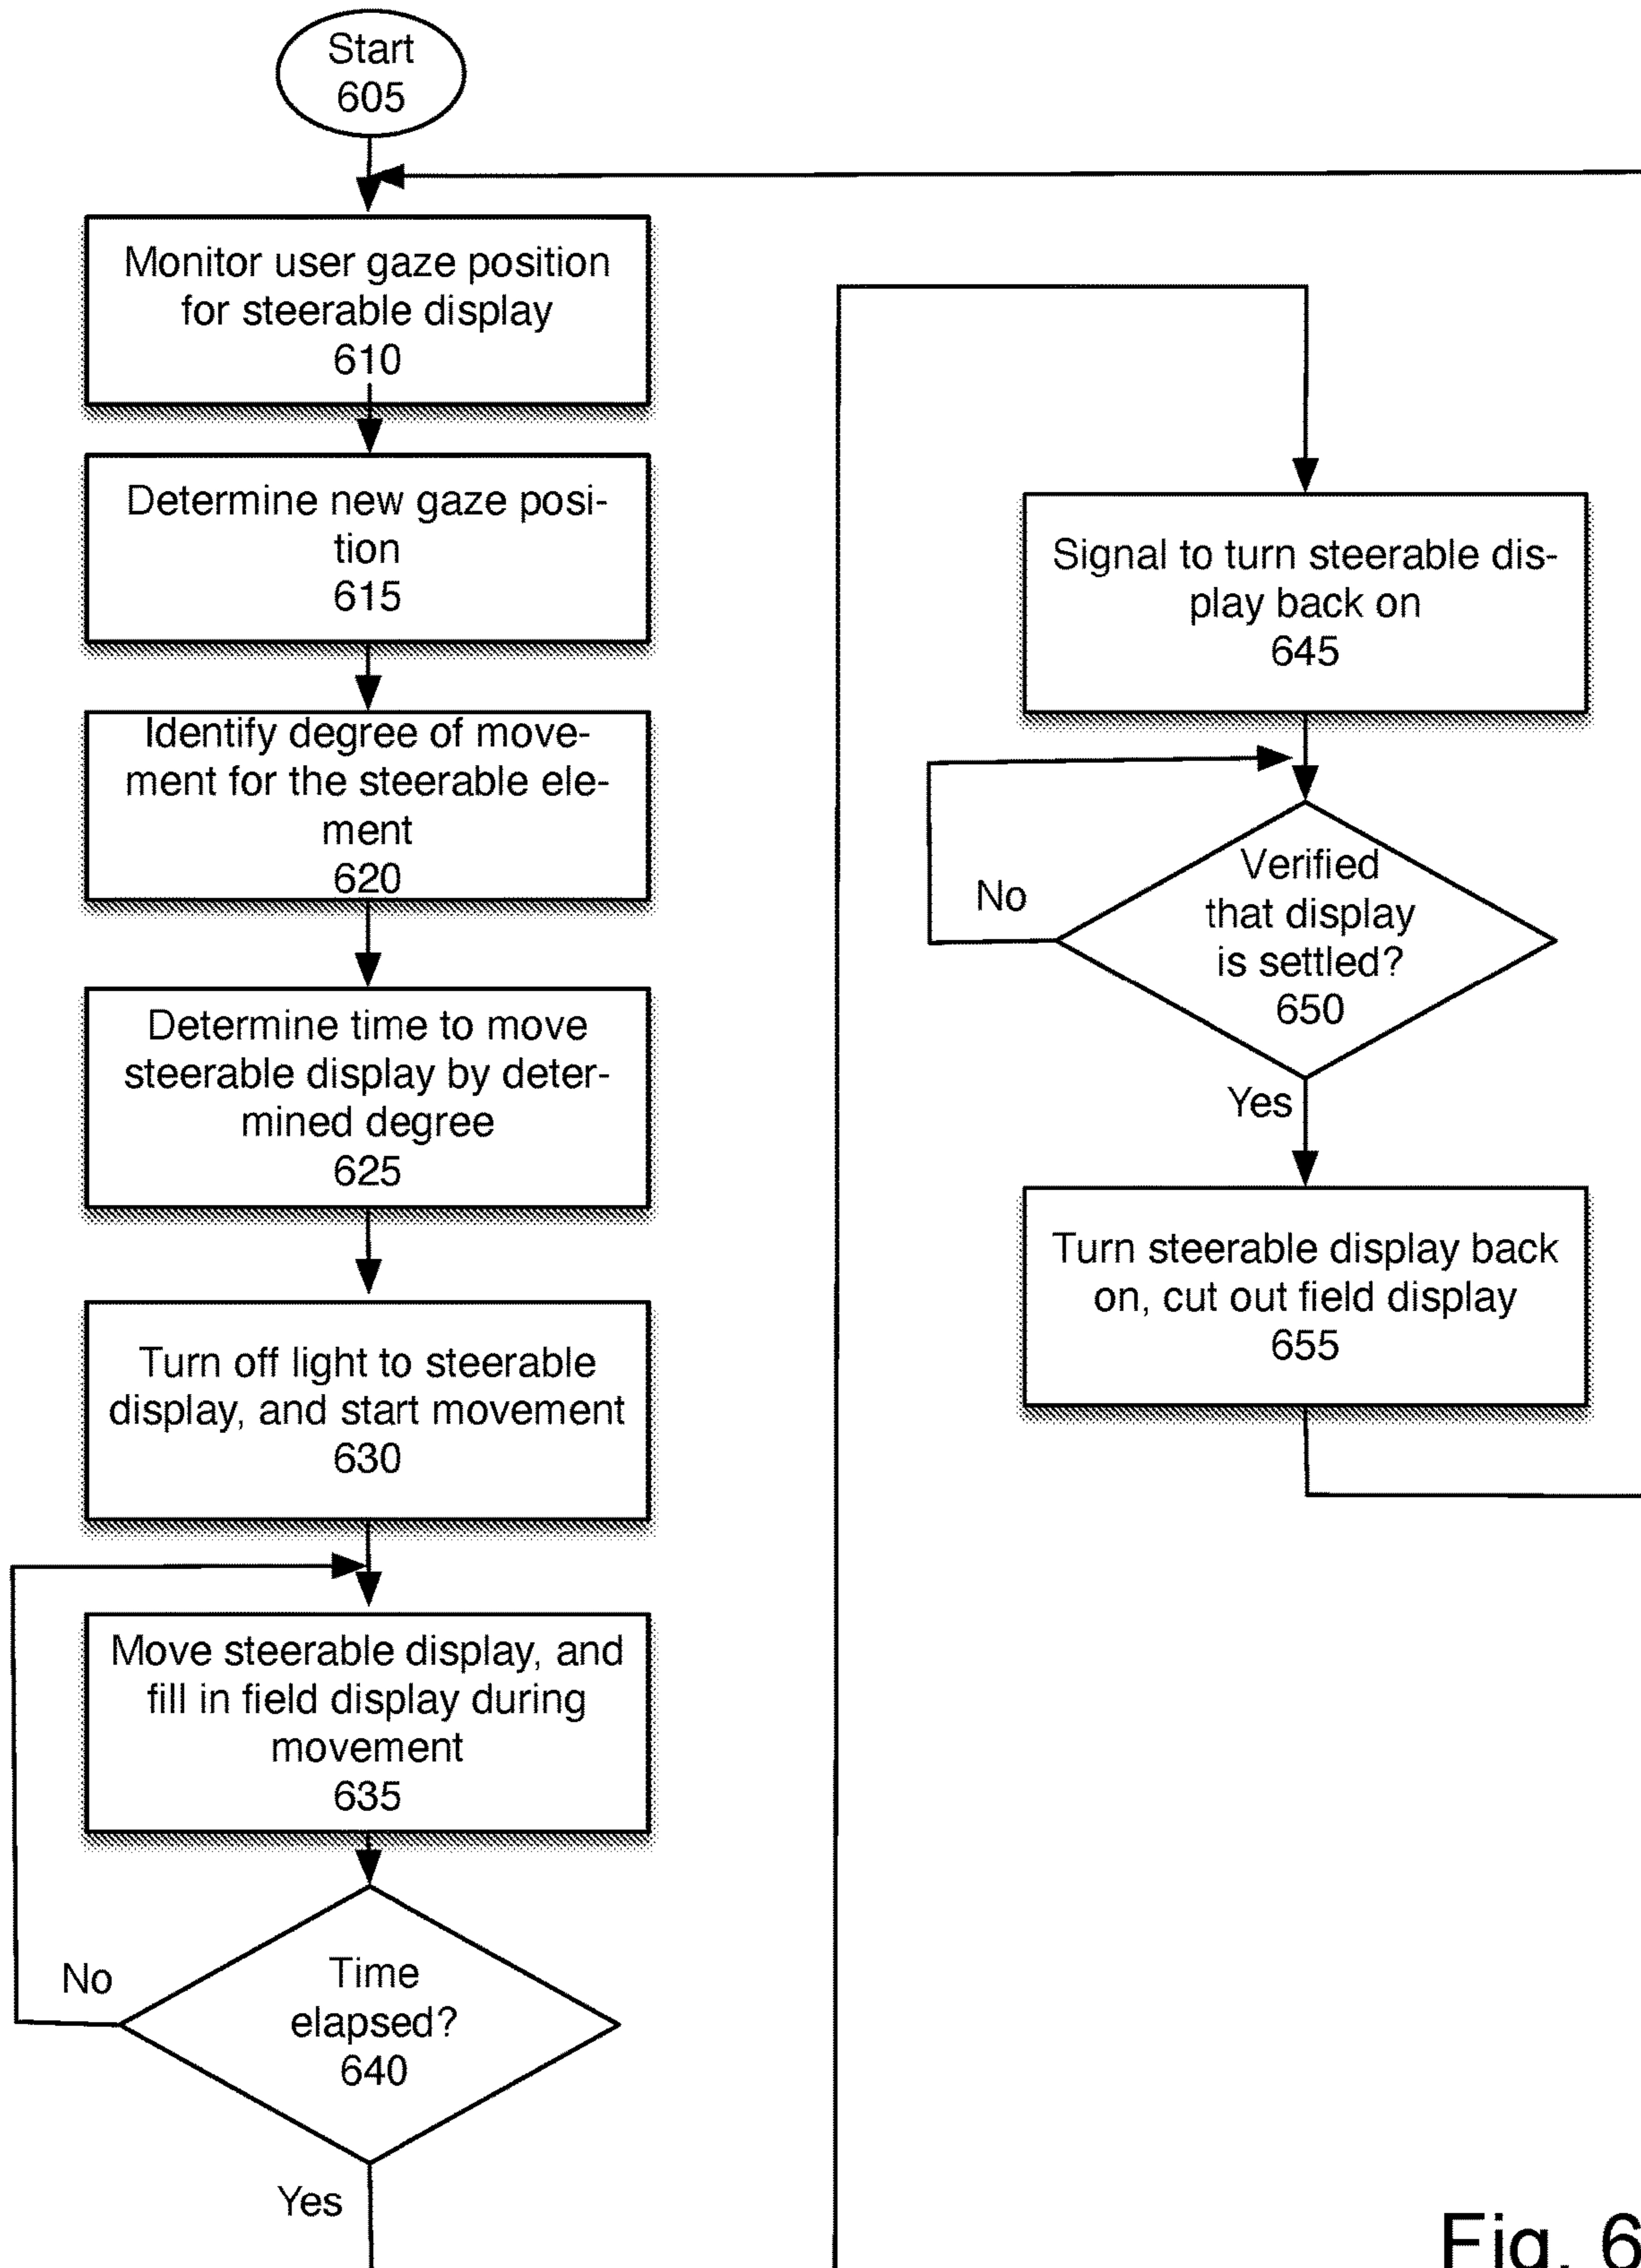 Start
605
Monitor user gaze position
for steerable display
610
Determine new gaze posi-
tion
615
Identify degree of move-
ment for the steerable ele-
ment
620
Determine time to move
steerable display by deter-
mined degree
625
Turn off light to steerable
display, and start movement
630
Move steerable display, and
fill in field display during
movement
635
No
Time
elapsed?
640
Yes
Signal to turn steerable dis-
play back on
645
No
Verified
that display
is settled?
650
Yes
Turn steerable display back
on, cut out field display
655
Fig. 6